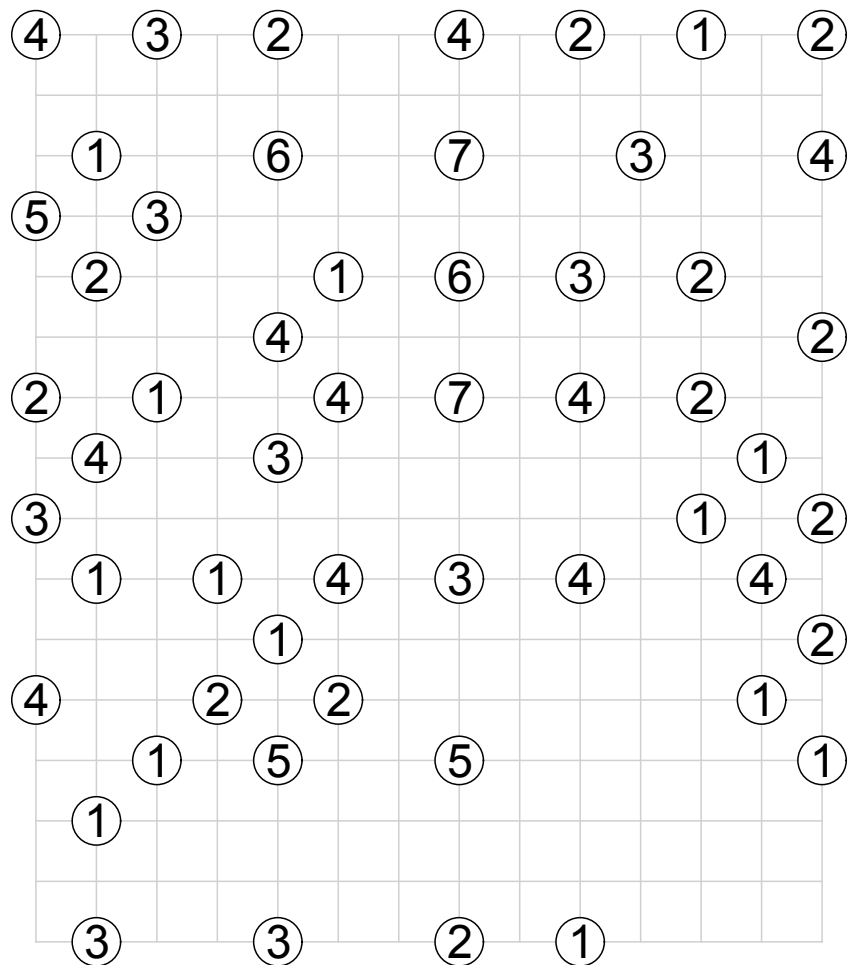 4 3 2 4 2 1 2
1 6 7 3 4
5 3
2 1 6 3 2
4 2
2 1 4 7 4 2
4 3 1
3 1 2
1 1 4 3 4 4
1 2
4 2 2 1
1 5 5 1
1
3 3 2 1